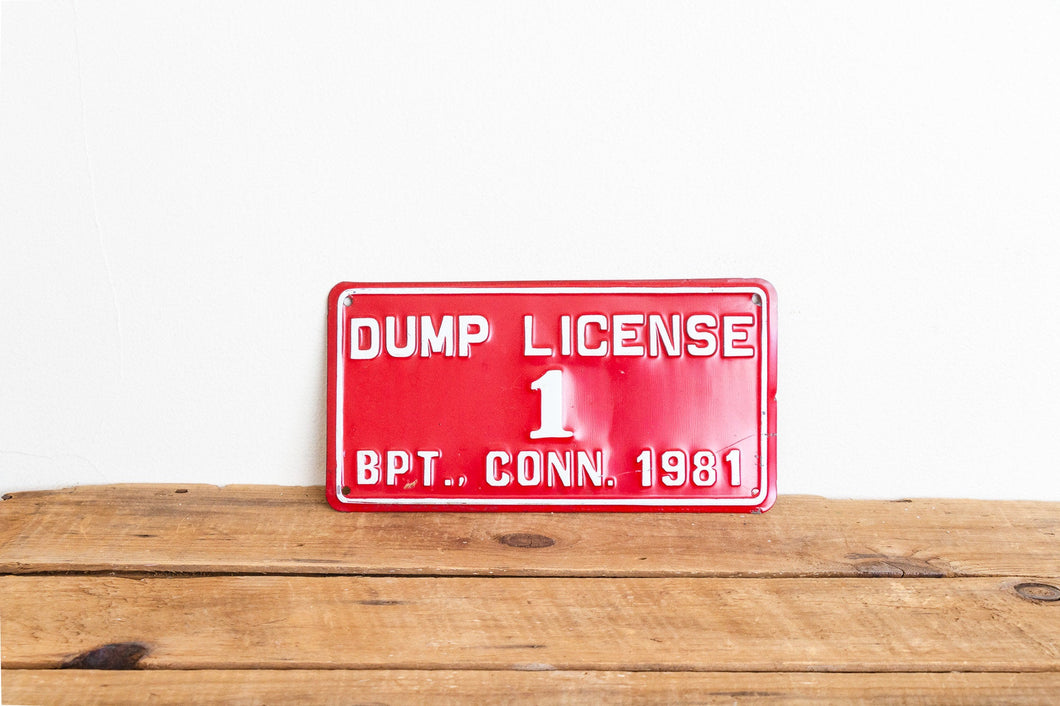 DUMP LICENSE
1
BPT., CONN. 1981